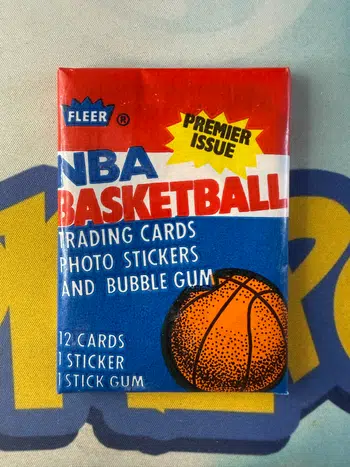 FLEER ®
PREMIER
ISSUE
NBA
BASKETBALL
TRADING CARDS
PHOTO STICKERS
AND BUBBLE GUM
12 CARDS
1 STICKER
1 STICK GUM